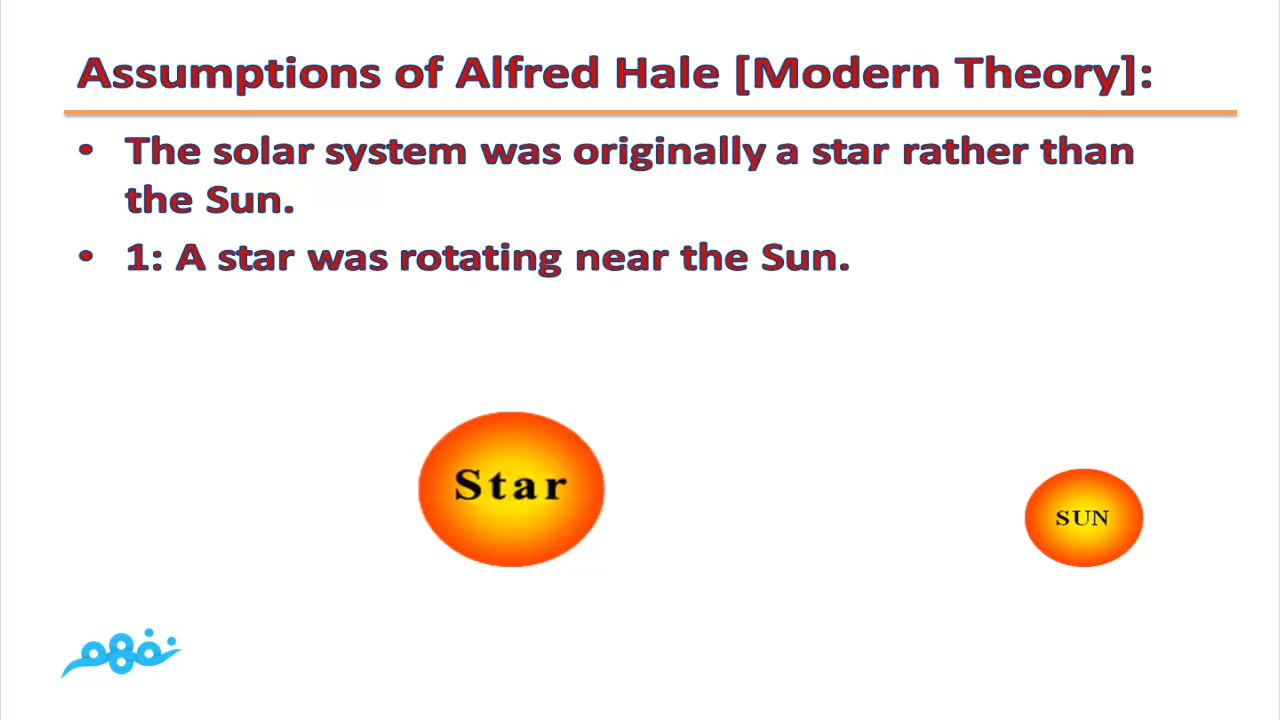 Assumptions of Alfred Hale [Modern Theory]:
• The solar system was originally a star rather than
the Sun.
• 1: A star was rotating near the Sun.
Star
SUN
نفهم